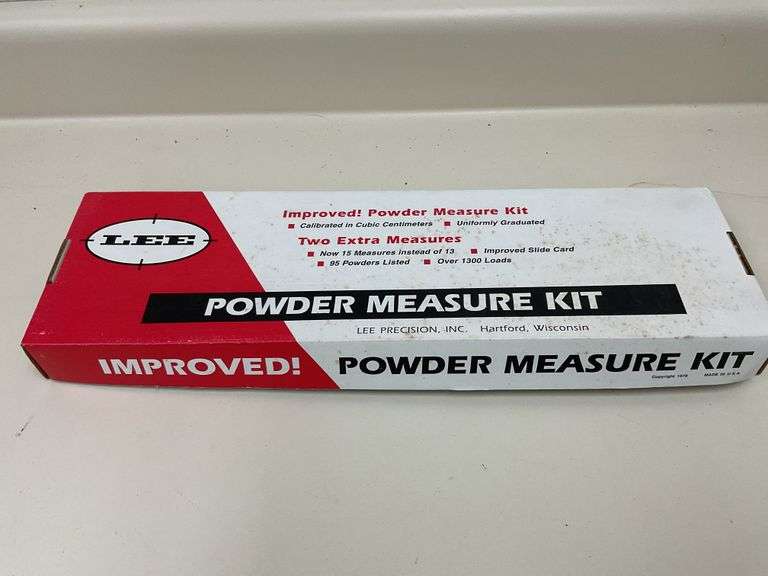 LEE
Improved! Powder Measure Kit
■ Calibrated in Cubic Centimeters ■ Uniformly Graduated
Two Extra Measures
■ Now 15 Measures instead of 13 ■ Improved Slide Card
■ 95 Powders Listed ■ Over 1300 Loads
POWDER MEASURE KIT
LEE PRECISION, INC. Hartford, Wisconsin
IMPROVED! POWDER MEASURE KIT
Copyright MADE IN U.S.A.